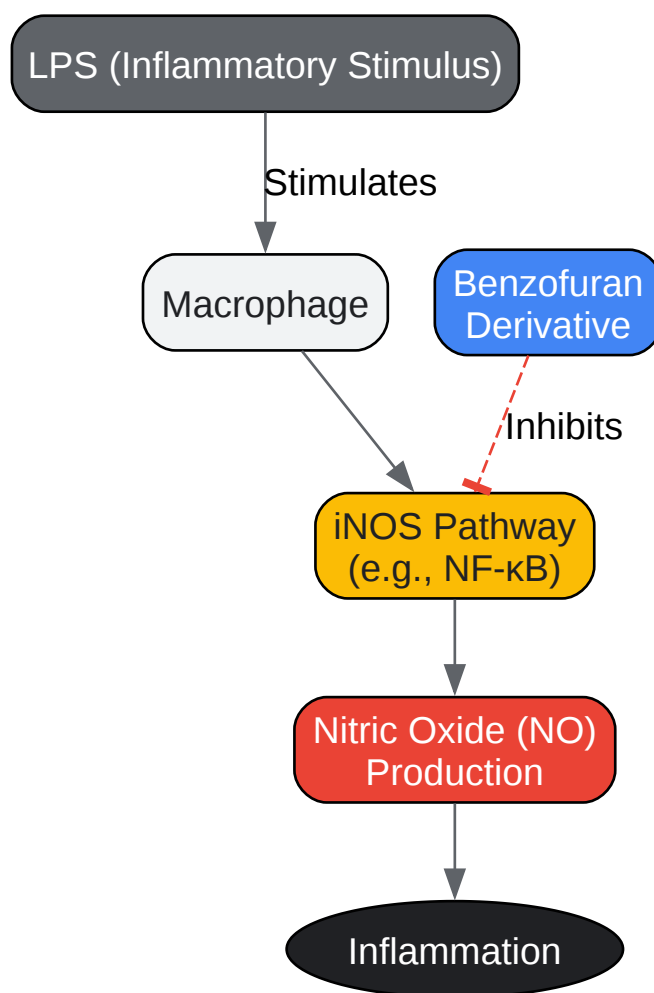 LPS (Inflammatory Stimulus)
Stimulates
Macrophage
Benzofuran
Derivative
Inhibits
iNOS Pathway
(e.g., NF-κB)
Nitric Oxide (NO)
Production
Inflammation